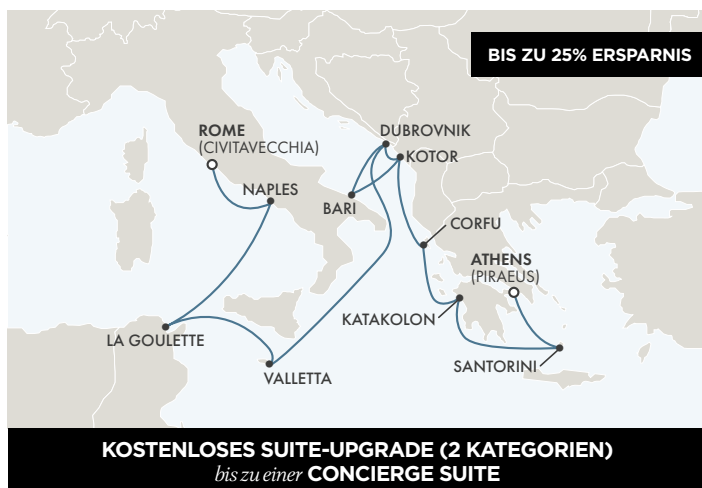 BIS ZU 25% ERSPARNIS
ROME
(CIVITAVECCHIA)
DUBROVNIK
KOTOR
NAPLES
BARI
CORFU
ATHENS
(PIRAEUS)
KATAKOLON
LA GOULETTE
SANTORINI
VALLETTA
KOSTENLOSES SUITE-UPGRADE (2 KATEGORIEN)
bis zu einer CONCIERGE SUITE